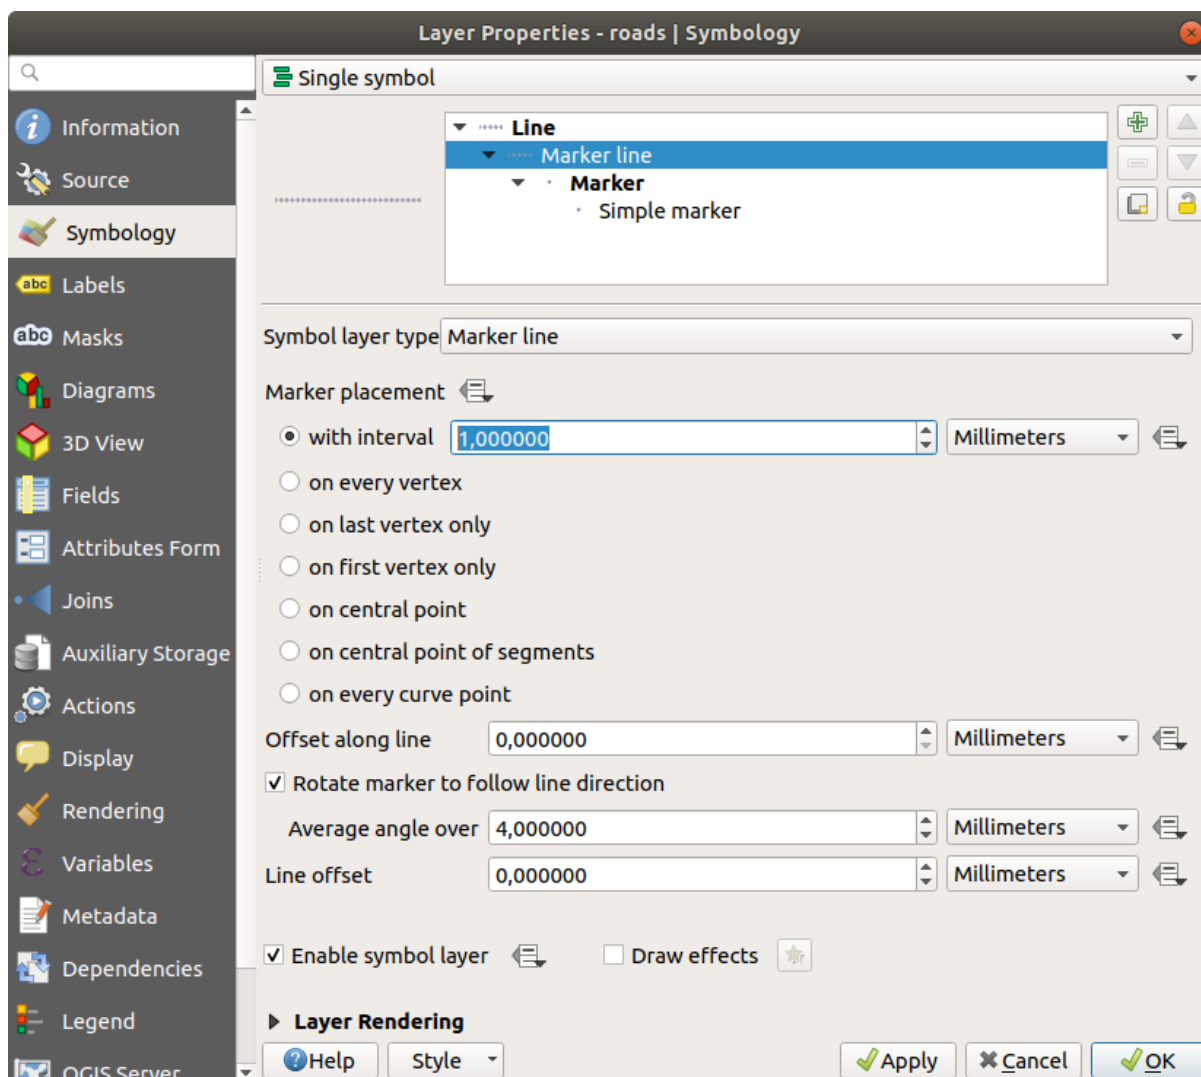 Layer Properties - roads | Symbology
Single symbol
Information
Source
Symbology
abc Labels
abc Masks
Diagrams
3D View
Fields
Attributes Form
Joins
Auxiliary Storage
Actions
Display
Rendering
Variables
Metadata
Dependencies
Legend
QGIS Server
Line
Marker line
Marker
Simple marker
Symbol layer type Marker line
Marker placement
with interval 1,000000 Millimeters
on every vertex
on last vertex only
on first vertex only
on central point
on central point of segments
on every curve point
Offset along line 0,000000 Millimeters
Rotate marker to follow line direction
Average angle over 4,000000 Millimeters
Line offset 0,000000 Millimeters
Enable symbol layer Draw effects
Layer Rendering
Help Style Apply Cancel OK